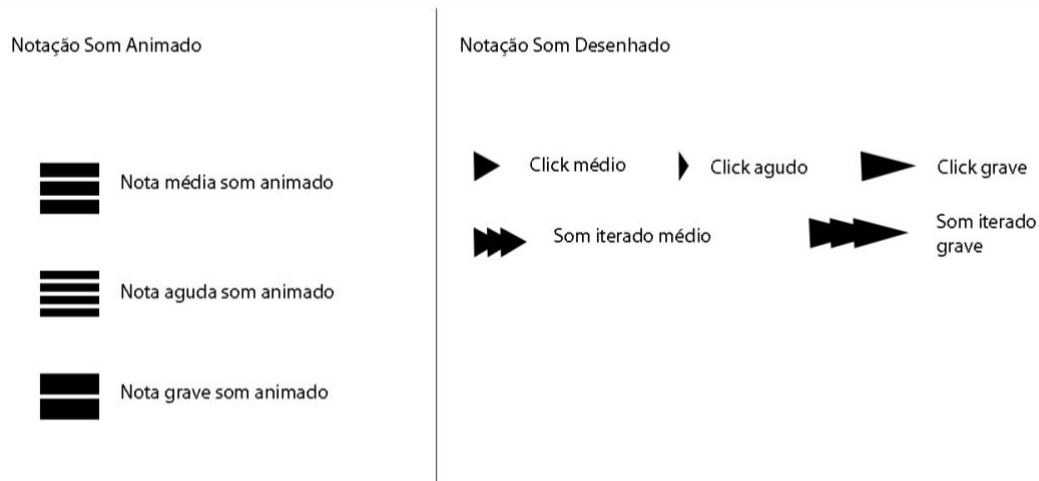 Notação Som Animado
Nota média som animado
Nota aguda som animado
Nota grave som animado
Notação Som Desenhado
Click médio
Click agudo
Click grave
Som iterado médio
Som iterado
grave